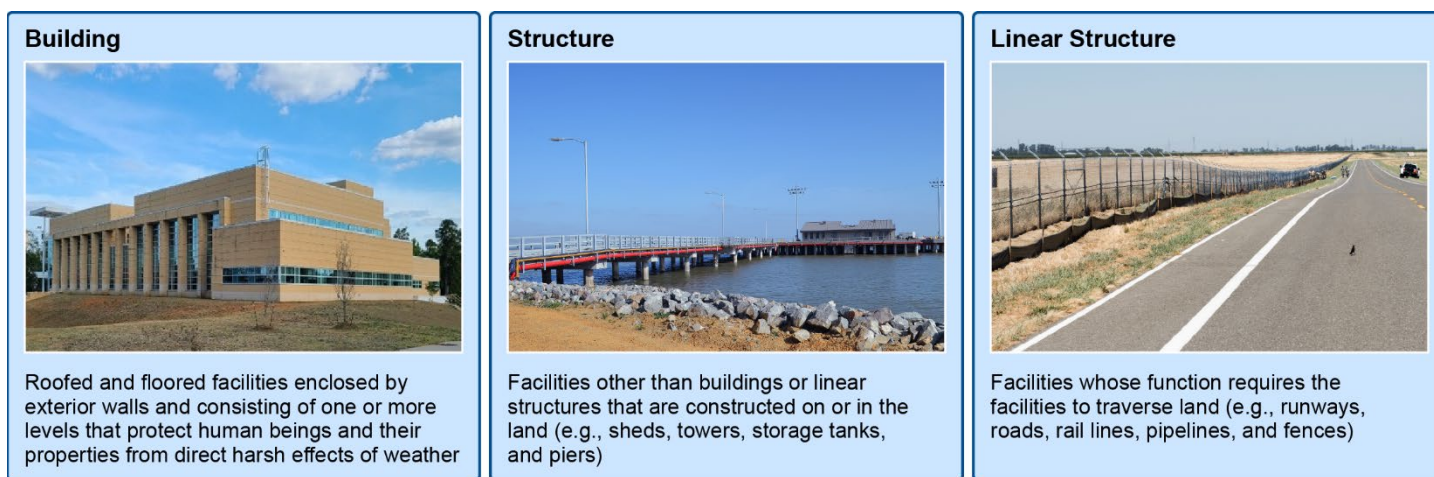 Building
Roofed and floored facilities enclosed by
exterior walls and consisting of one or more
levels that protect human beings and their
properties from direct harsh effects of weather
Structure
Facilities other than buildings or linear
structures that are constructed on or in the
land (e.g., sheds, towers, storage tanks,
and piers)
Linear Structure
Facilities whose function requires the
facilities to traverse land (e.g., runways,
roads, rail lines, pipelines, and fences)